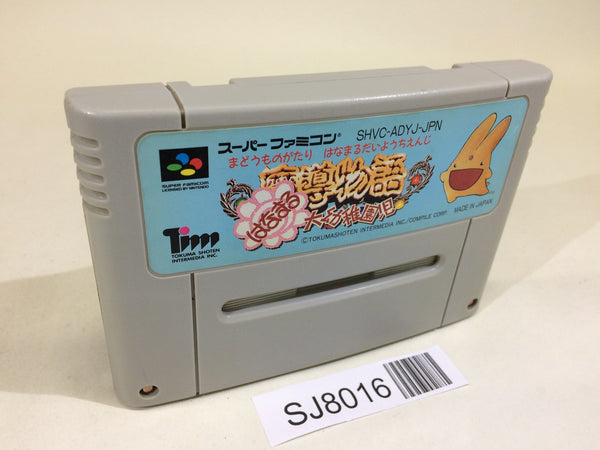 スーパーファミコン® SHVC-ADYJ-JPN
まどうものがたり はなまるだいようちえんじ
魔導物語
はなまる
大幼稚園児
SUPER FAMICOM
LICENSED BY NINTENDO
Tim
TOKUMA SHOTEN
INTERMEDIA INC.
©TOKUMASHOTEN INTERMEDIA INC./COMPILE CORP. MADE IN JAPAN
SJ8016